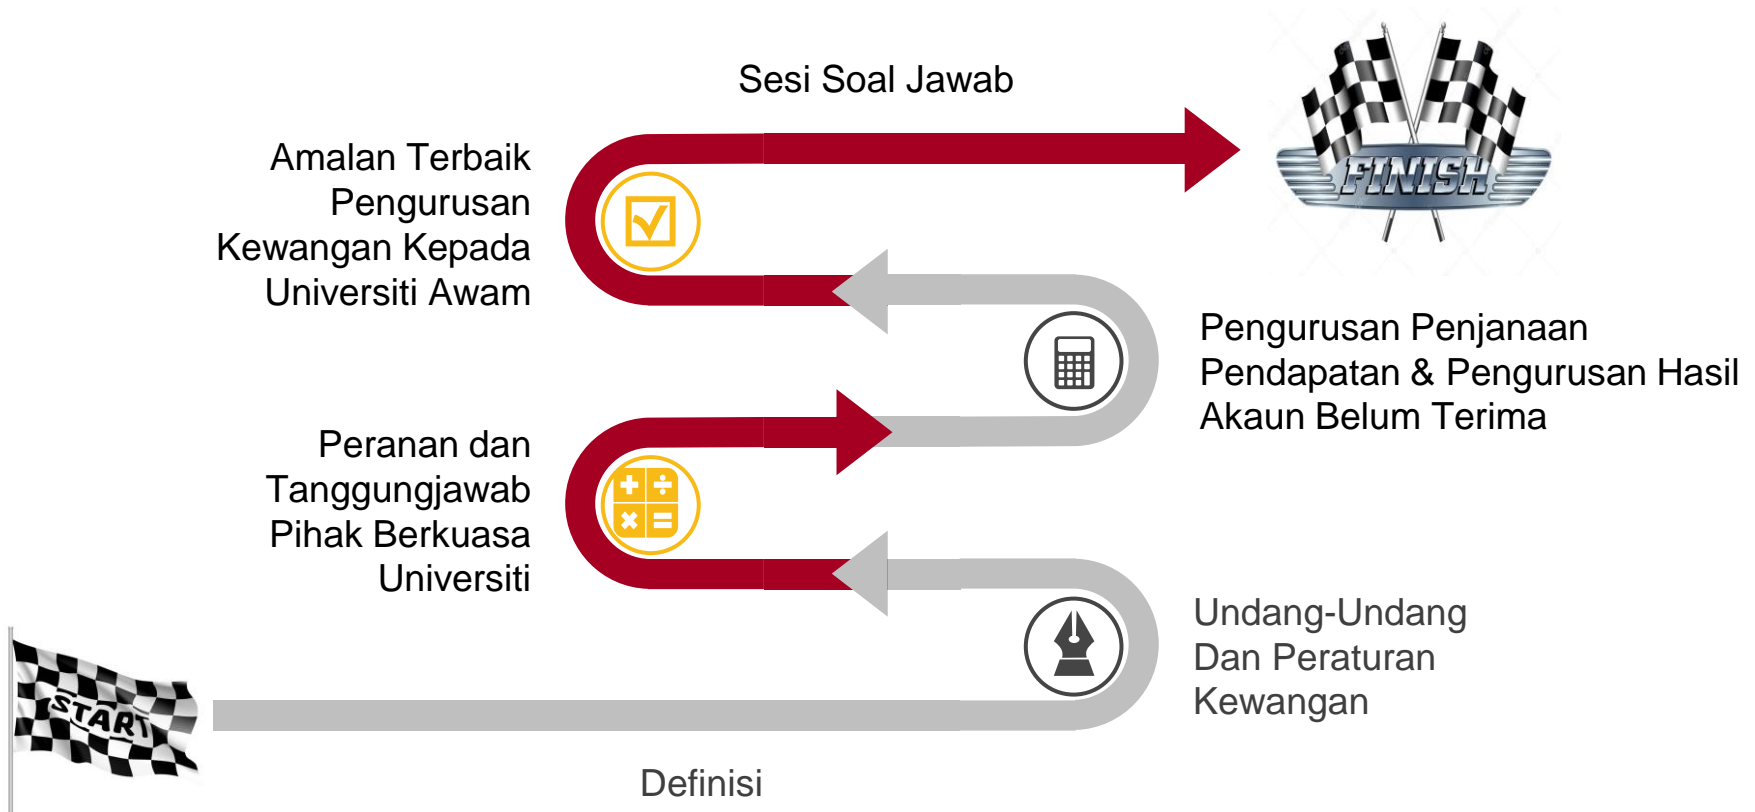 Sesi Soal Jawab
FINISH
Amalan Terbaik
Pengurusan
Kewangan Kepada
Universiti Awam
Pengurusan Penjanaan
Pendapatan & Pengurusan Hasil
Akaun Belum Terima
Peranan dan
Tanggungjawab
Pihak Berkuasa
Universiti
Undang-Undang
Dan Peraturan
Kewangan
START
Definisi